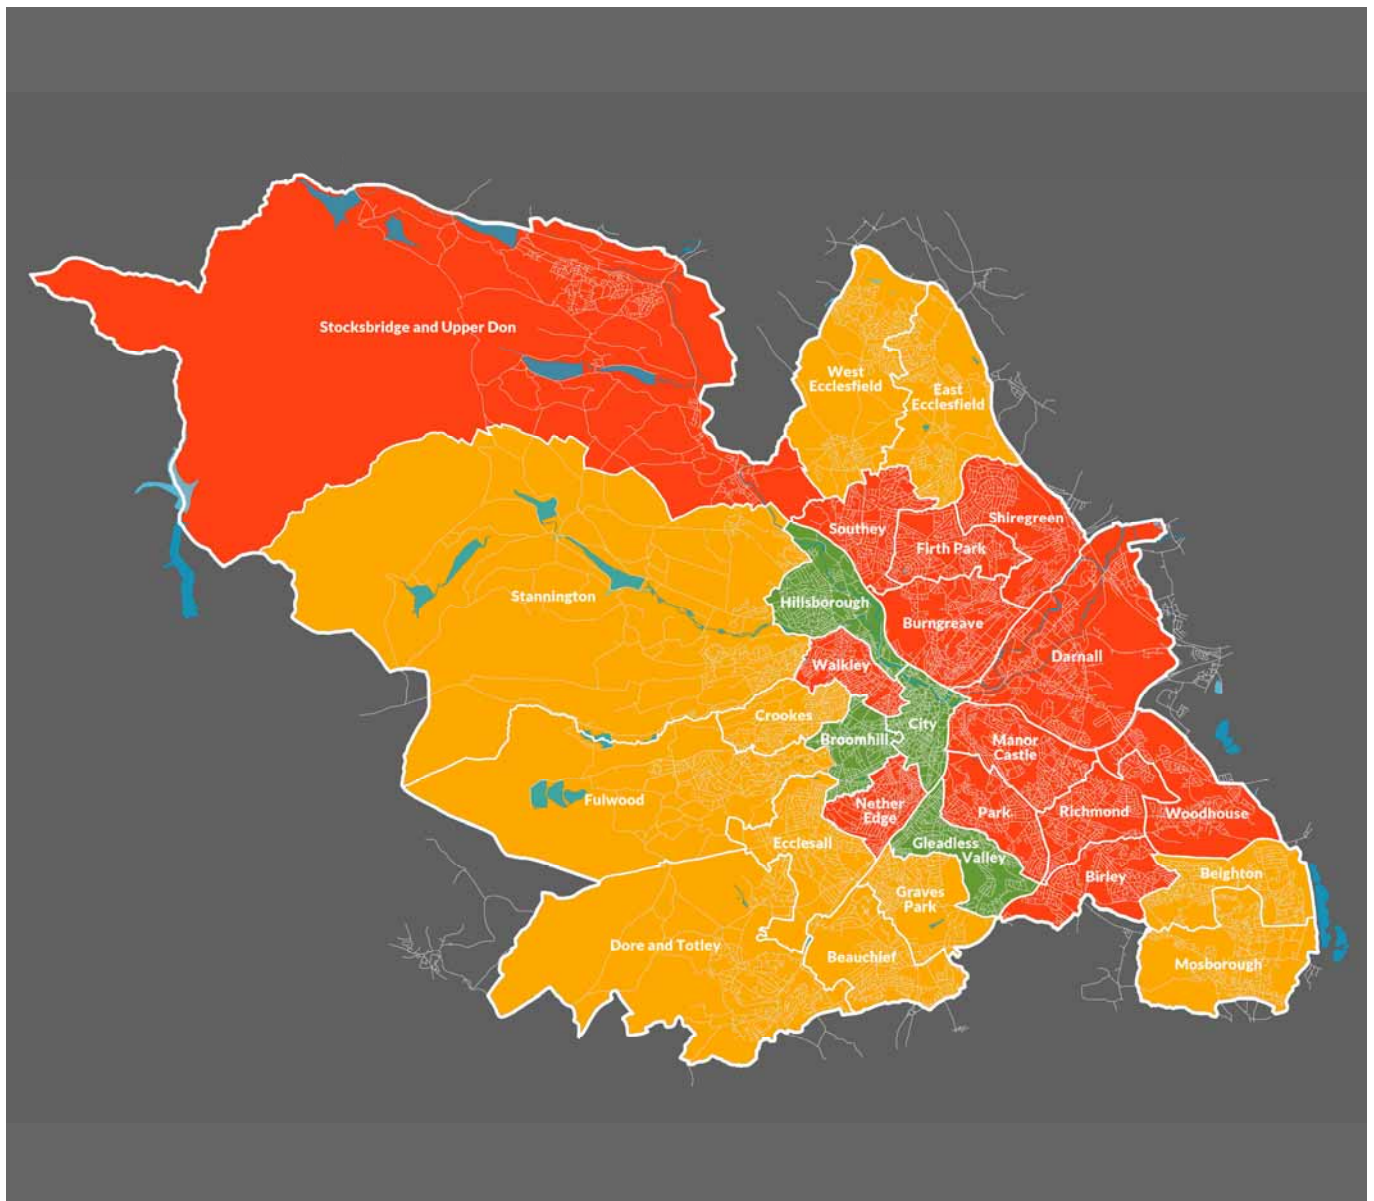 Stocksbridge and Upper Don
West
Ecclesfield
East
Ecclesfield
Southey
Shiregreen
Firth Park
Stannington
Hillsborough
Burngreave
Walkley
Darnall
Crookes
City
Broomhill
Manor
Castle
Fulwood
Nether
Edge
Park
Richmond
Woodhouse
Ecclesall
Gleadless
Valley
Birley
Beighton
Graves
Park
Dore and Totley
Beauchief
Mosborough